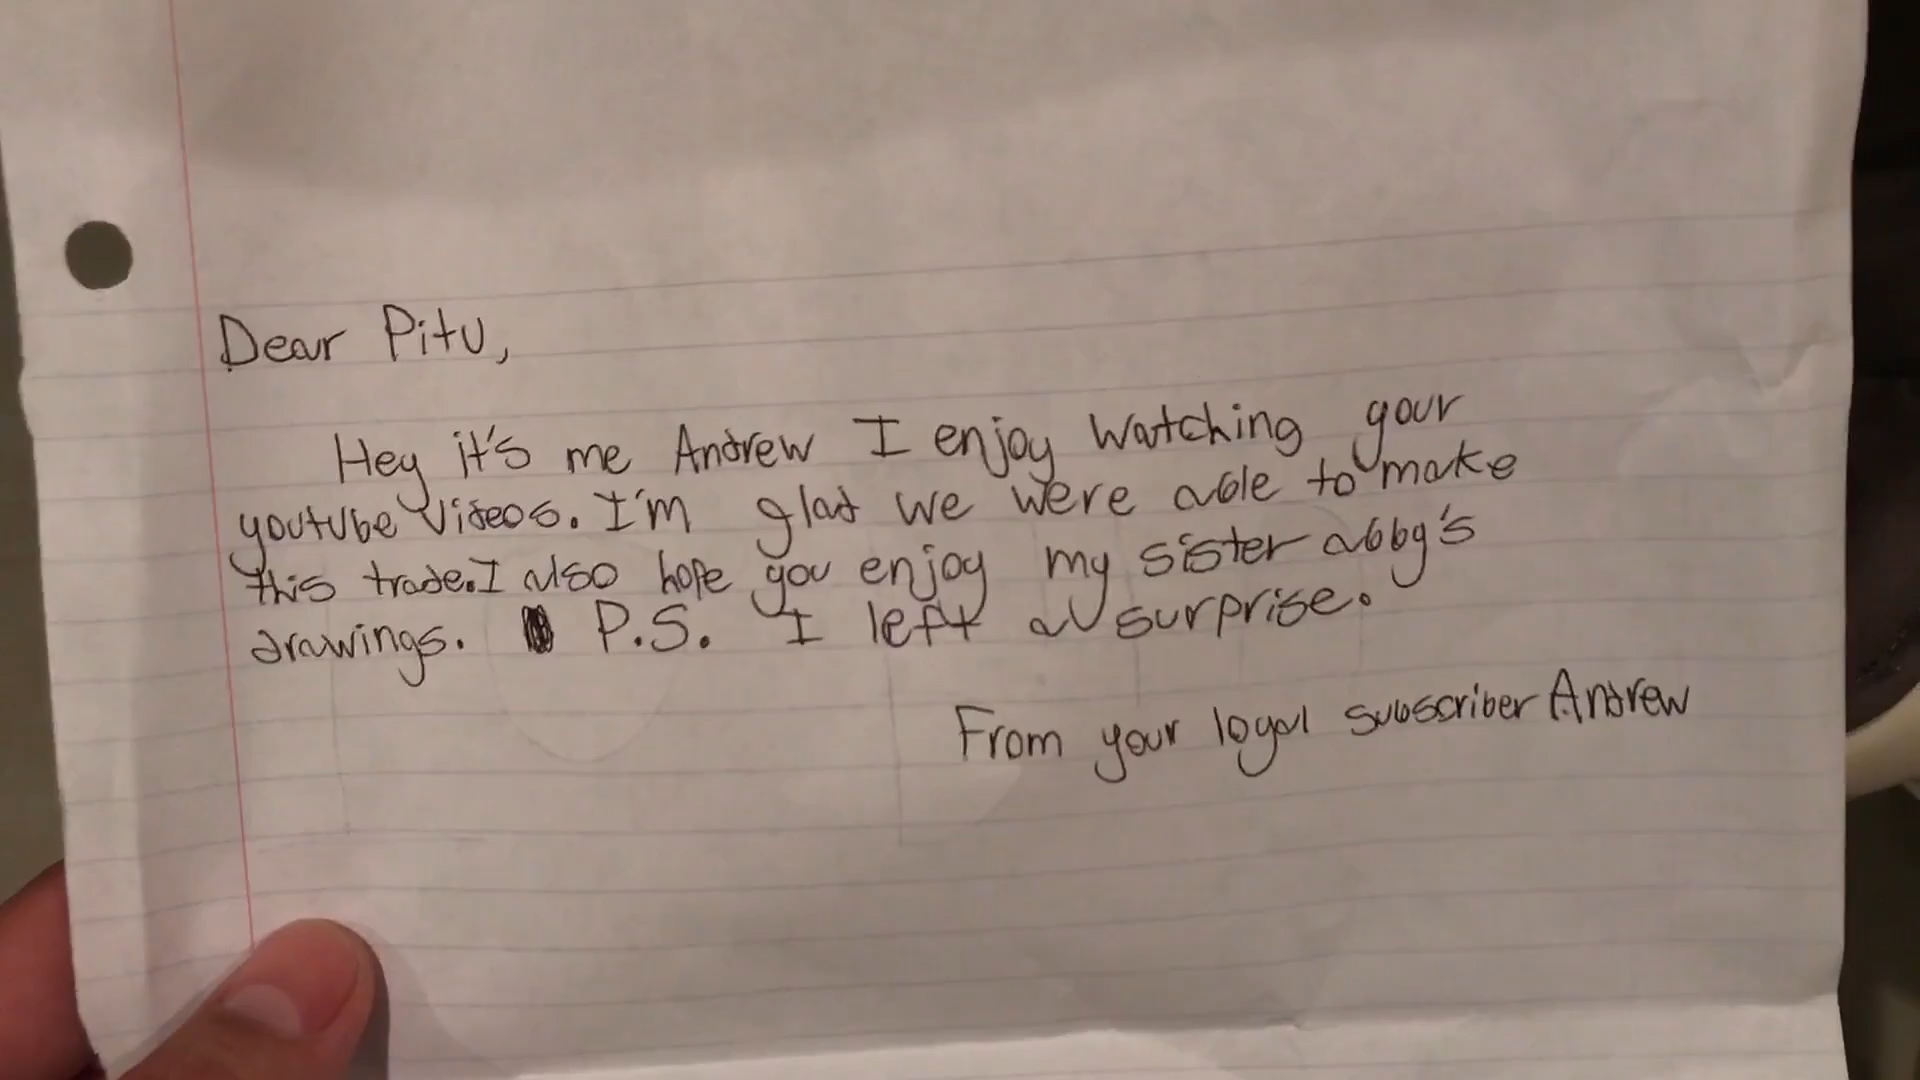 Dear Pitu,
Hey it's me Andrew I enjoy watching your
youtube videos. I'm glad we were able to make
this trade. I also hope you enjoy my sister abby's
drawings. P.S. I left a surprise.
From your loyal subscriber Andrew